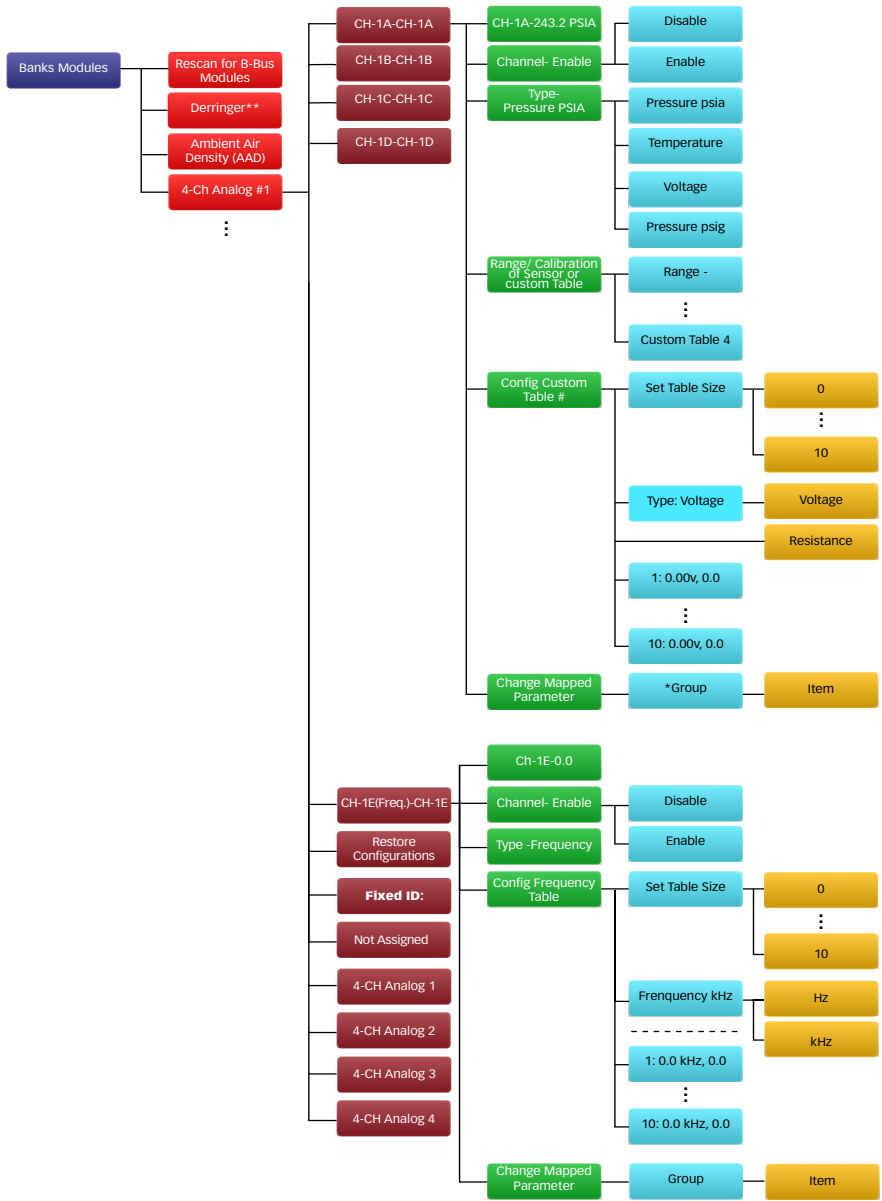 Banks Modules
Rescan for B-Bus
Modules
Derringer**
Ambient Air
Density (AAD)
4-Ch Analog #1
⋮
CH-1A-CH-1A
CH-1B-CH-1B
CH-1C-CH-1C
CH-1D-CH-1D
CH-1A-243.2 PSIA
Channel- Enable
Disable
Enable
Type-
Pressure PSIA
Pressure psia
Temperature
Voltage
Pressure psig
Range/ Calibration
of Sensor or
custom Table
Range -
⋮
Custom Table 4
Config Custom
Table #
Set Table Size
0
⋮
10
Type: Voltage
Voltage
Resistance
1: 0.00v, 0.0
⋮
10: 0.00v, 0.0
Change Mapped
Parameter
*Group
Item
CH-1E(Freq.)-CH-1E
Restore
Configurations
Fixed ID:
Not Assigned
4-CH Analog 1
4-CH Analog 2
4-CH Analog 3
4-CH Analog 4
Ch-1E-0.0
Channel- Enable
Disable
Enable
Type -Frequency
Config Frequency
Table
Set Table Size
0
⋮
10
Frenquency kHz
Hz
kHz
1: 0.0 kHz, 0.0
⋮
10: 0.0 kHz, 0.0
Change Mapped
Parameter
Group
Item